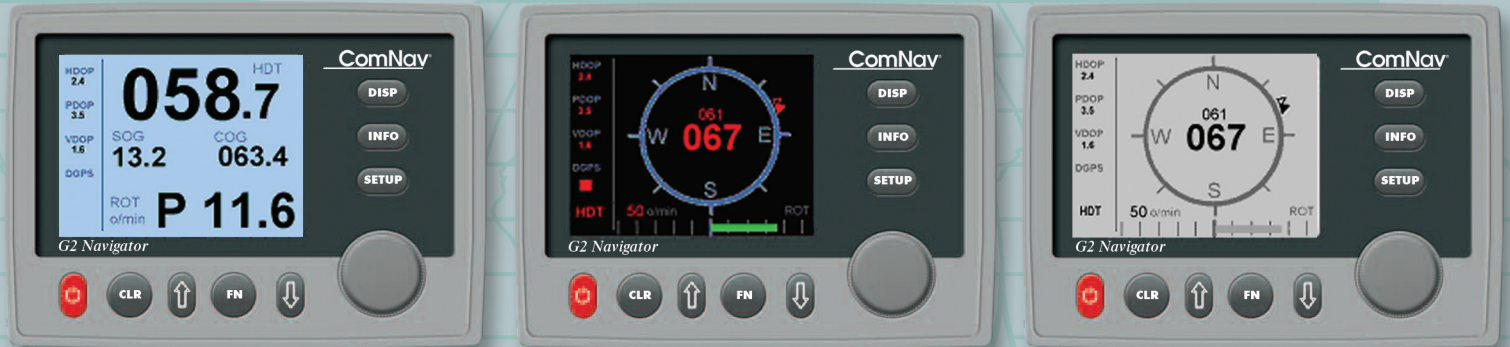 ComNav
HDOP
2.4
PDOP
3.5
VDOP
1.6
DGPS
058.7
HDT
SOG
13.2
COG
063.4
ROT
o/min
P 11.6
DISP
INFO
SETUP
G2 Navigator
CLR
FN
ComNav
HDOP
2.4
PDOP
3.5
VDOP
1.6
DGPS
HDT
N
W
E
S
061
067
50 o/min
ROT
DISP
INFO
SETUP
G2 Navigator
CLR
FN
ComNav
HDOP
2.4
PDOP
3.5
VDOP
1.6
DGPS
HDT
N
W
E
S
061
067
50 o/min
ROT
DISP
INFO
SETUP
G2 Navigator
CLR
FN